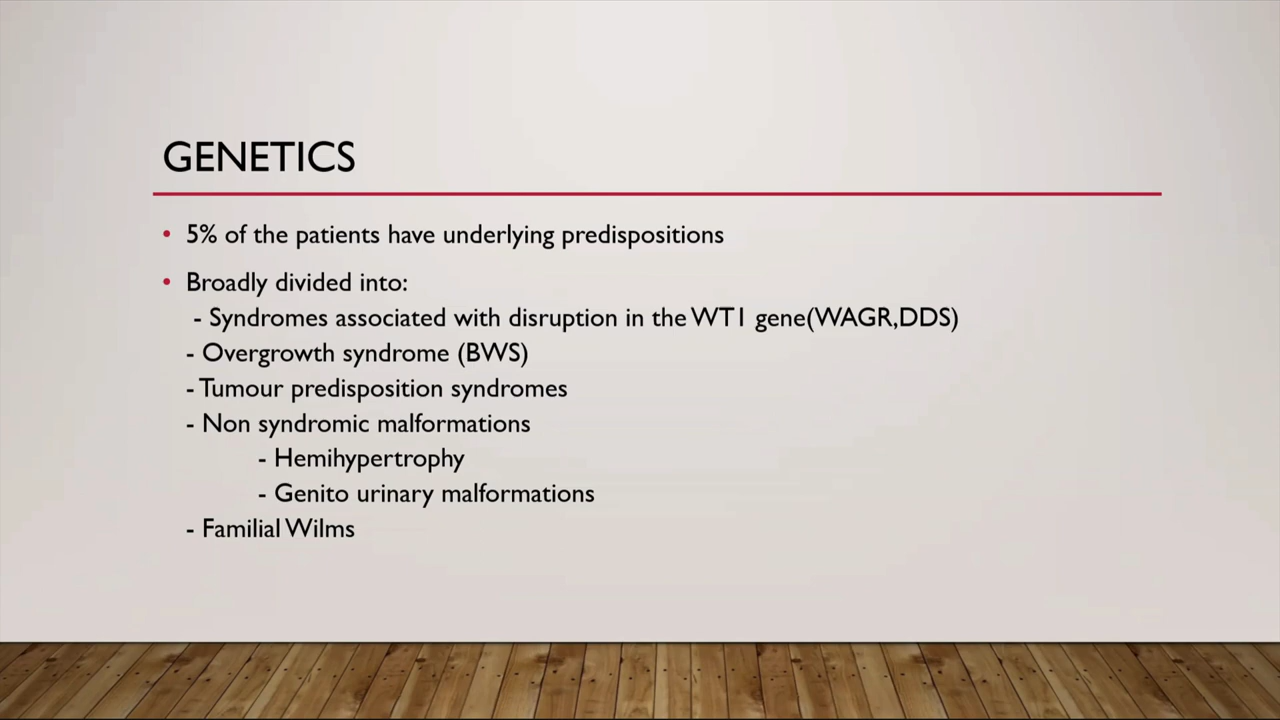 GENETICS
• 5% of the patients have underlying predispositions
• Broadly divided into:
- Syndromes associated with disruption in the WT1 gene(WAGR,DDS)
- Overgrowth syndrome (BWS)
- Tumour predisposition syndromes
- Non syndromic malformations
- Hemihypertrophy
- Genito urinary malformations
- Familial Wilms